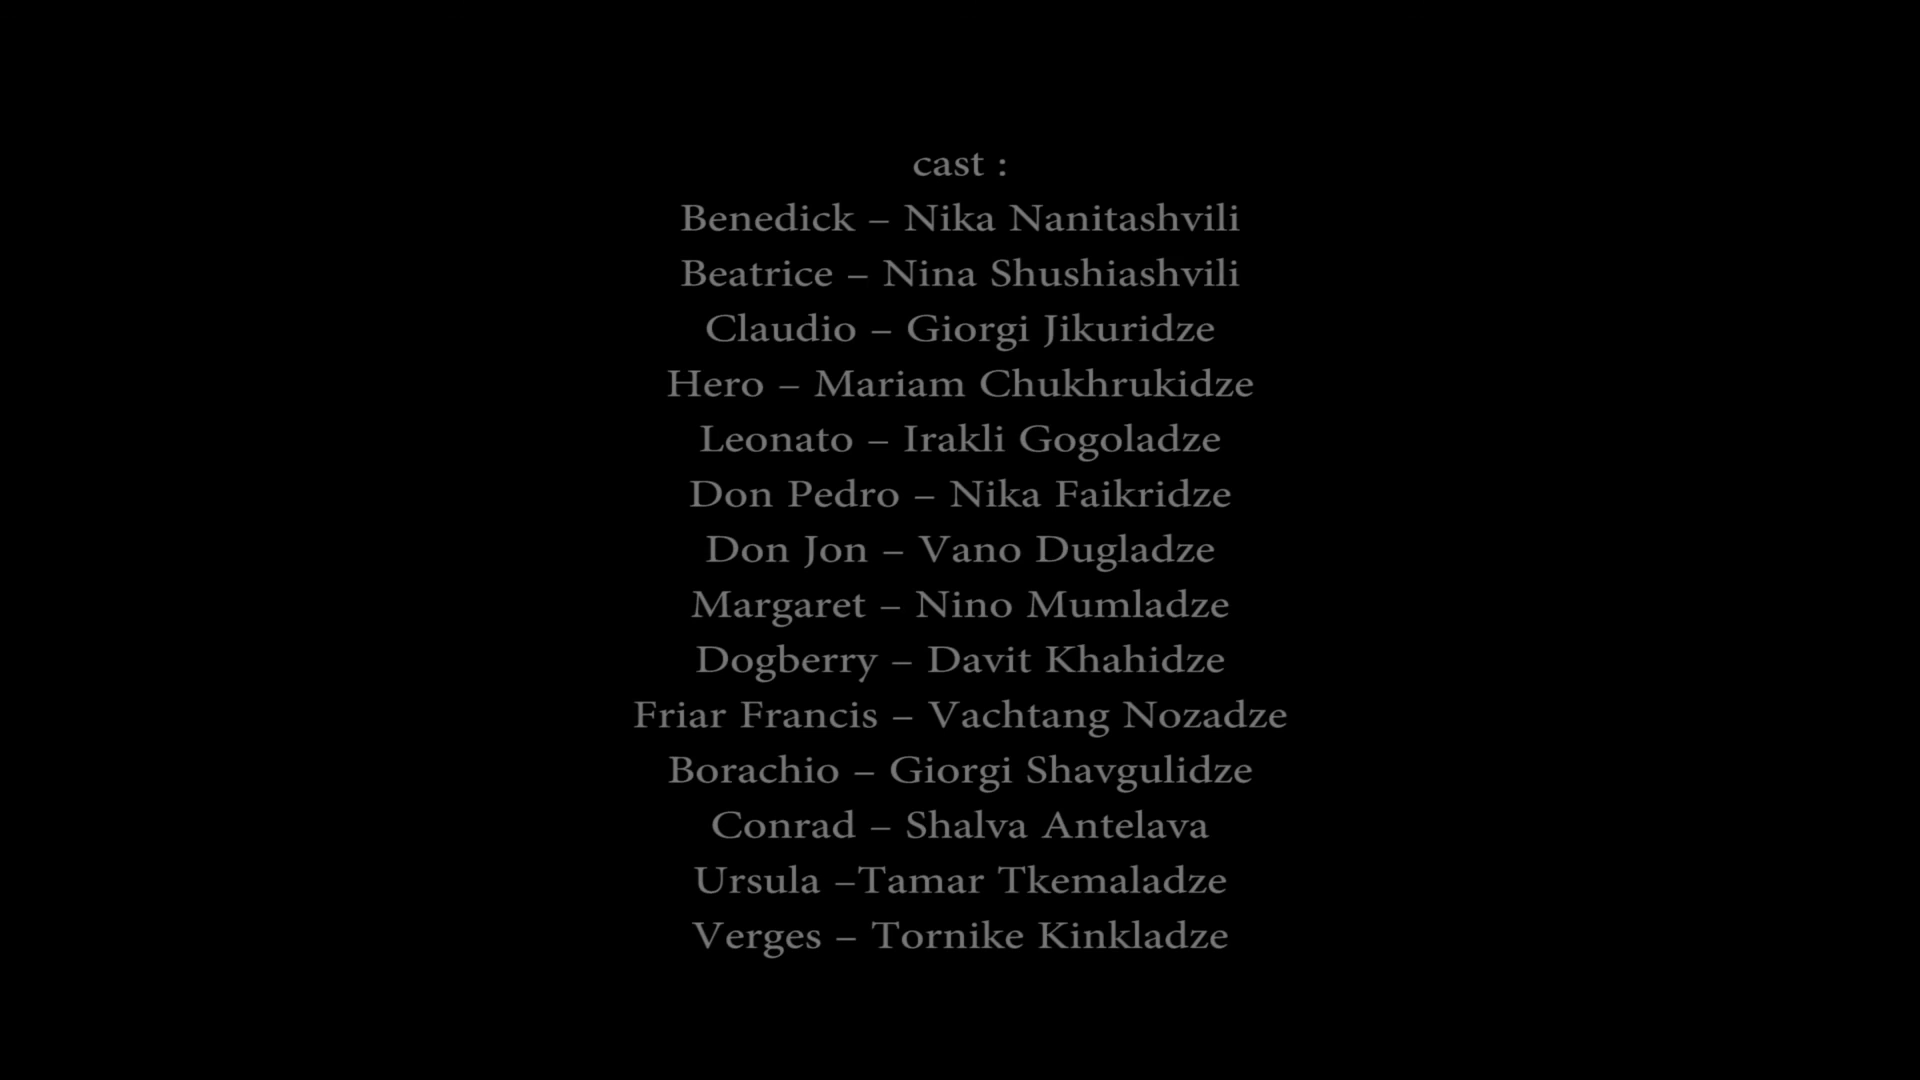 cast :
Benedick – Nika Nanitashvili
Beatrice – Nina Shushiashvili
Claudio – Giorgi Jikuridze
Hero – Mariam Chukhrukidze
Leonato – Irakli Gogoladze
Don Pedro – Nika Faikridze
Don Jon – Vano Dugladze
Margaret – Nino Mumladze
Dogberry – Davit Khahidze
Friar Francis – Vachtang Nozadze
Borachio – Giorgi Shavgulidze
Conrad – Shalva Antelava
Ursula –Tamar Tkemaladze
Verges – Tornike Kinkladze